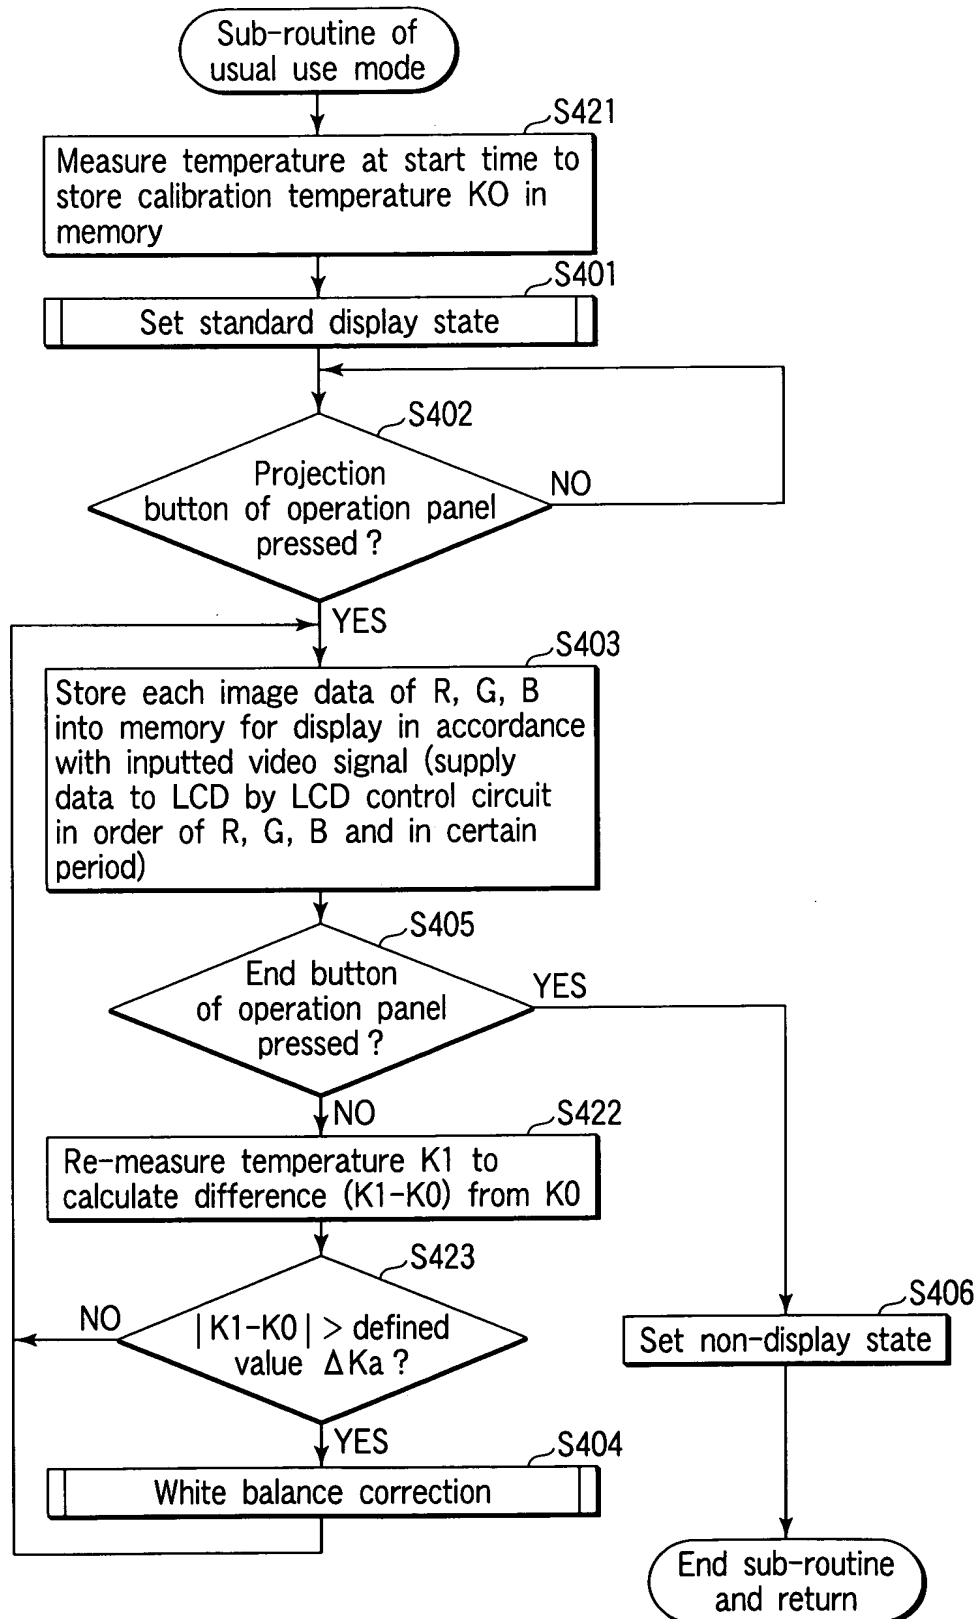 Sub-routine of
usual use mode
S421
Measure temperature at start time to
store calibration temperature KO in
memory
S401
Set standard display state
S402
Projection
button of operation panel
pressed ?
NO
YES
S403
Store each image data of R, G, B
into memory for display in accordance
with inputted video signal (supply
data to LCD by LCD control circuit
in order of R, G, B and in certain
period)
S405
End button
of operation panel
pressed ?
YES
NO
S422
Re-measure temperature K1 to
calculate difference (K1-K0) from K0
S423
|K1-K0| > defined
value ΔKa ?
NO
YES
S406
Set non-display state
S404
White balance correction
End sub-routine
and return